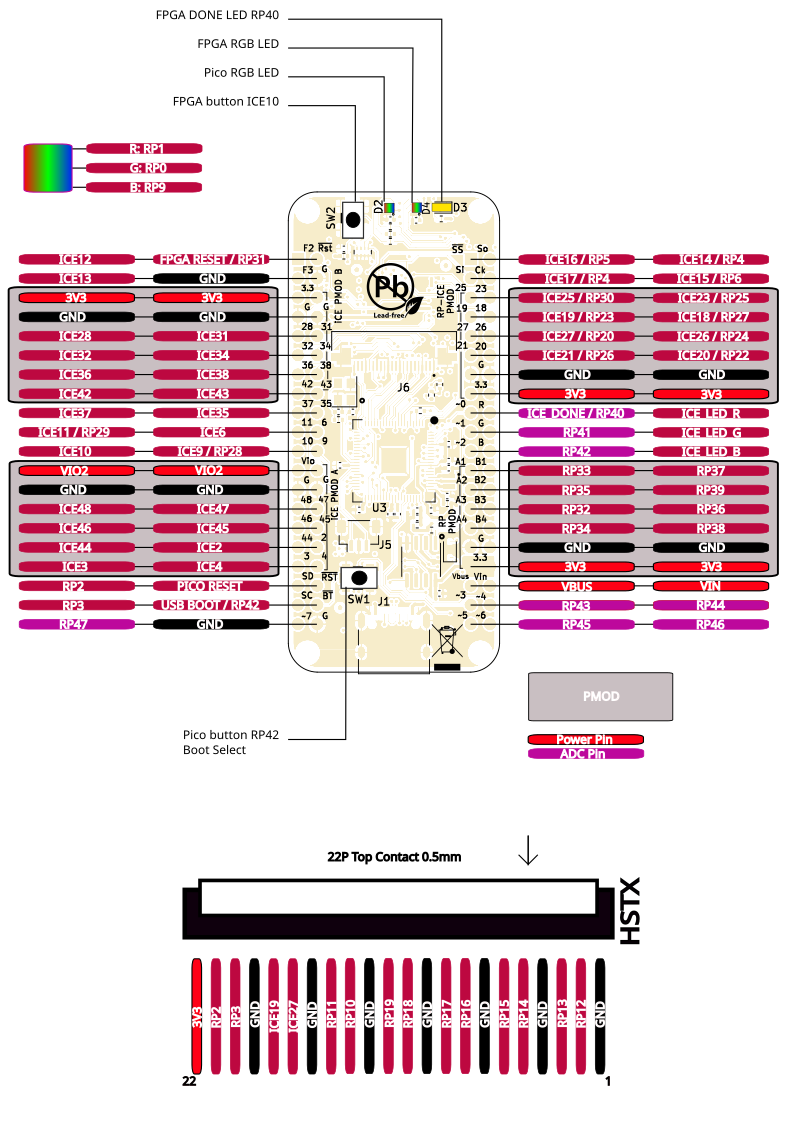 FPGA DONE LED RP40
FPGA RGB LED
Pico RGB LED
FPGA button ICE10
R: RP1
G: RP0
B: RP9
SW2
D2
D4
D3
F2 Rst
SS So
ICE12 FPGA RESET / RP31
ICE16 / RP5 ICE14 / RP4
F3 G
SI Ck
ICE13 GND
ICE17 / RP4 ICE15 / RP6
3.3
25 23
3V3 3V3
ICE25 / RP30 ICE23 / RP25
G G
19 18
GND GND
ICE19 / RP23 ICE18 / RP27
28 31
27 26
ICE28 ICE31
ICE27 / RP20 ICE26 / RP24
32 34
21 20
ICE32 ICE34
ICE21 / RP26 ICE20 / RP22
36 38
G
ICE36 ICE38
GND GND
42 43
3.3
ICE42 ICE43
3V3 3V3
37 35
~0 R
ICE37 ICE35
ICE_DONE / RP40 ICE_LED_R
11 6
~1 G
ICE11 / RP29 ICE6
RP41 ICE_LED_G
10 9
~2 B
ICE10 ICE9 / RP28
RP42 ICE_LED_B
VIo
A1 B1
VIO2 VIO2
RP33 RP37
G G
A2 B2
GND GND
RP35 RP39
48 47
A3 B3
ICE48 ICE47
RP32 RP36
46 45
A4 B4
ICE46 ICE45
RP34 RP38
44 2
G
ICE44 ICE2
GND GND
3 4
3.3
ICE3 ICE4
3V3 3V3
SD RST
Vbus Vin
RP2 PICO RESET
VBUS VIN
SC BT
~3 ~4
RP3 USB BOOT / RP42
RP43 RP44
~7 G
~5 ~6
RP47 GND
RP45 RP46
ICE PMOD B
Pb
Lead-free
RP-ICE
PMOD
J6
ICE PMOD A
U3
RP
PMOD
J5
SW1
J1
PMOD
Power Pin
ADC Pin
Pico button RP42
Boot Select
22P Top Contact 0.5mm
HSTX
3V3
RP2
RP3
GND
ICE19
ICE27
GND
RP11
RP10
GND
RP19
RP18
GND
RP17
RP16
GND
RP15
RP14
GND
RP13
RP12
GND
22
1